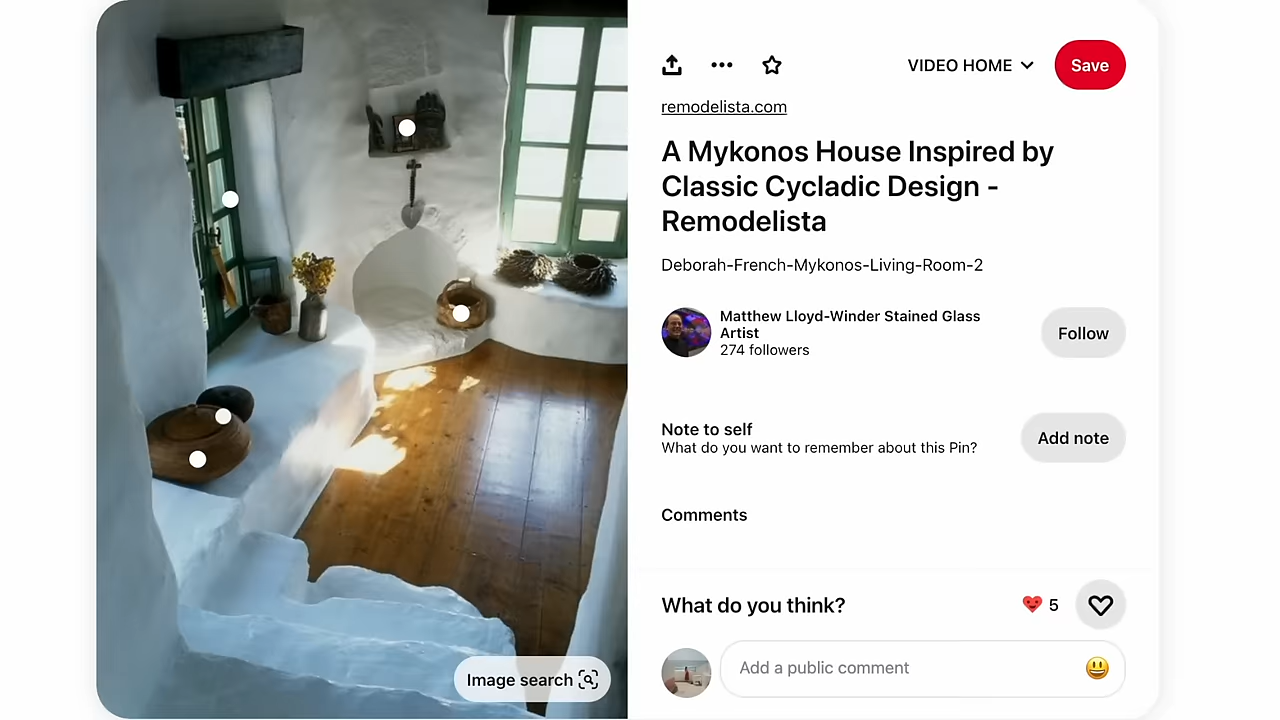 VIDEO HOME
Save
remodelista.com
A Mykonos House Inspired by
Classic Cycladic Design -
Remodelista
Deborah-French-Mykonos-Living-Room-2
Matthew Lloyd-Winder Stained Glass
Artist
274 followers
Follow
Note to self
What do you want to remember about this Pin?
Add note
Comments
What do you think?
5
Add a public comment
Image search